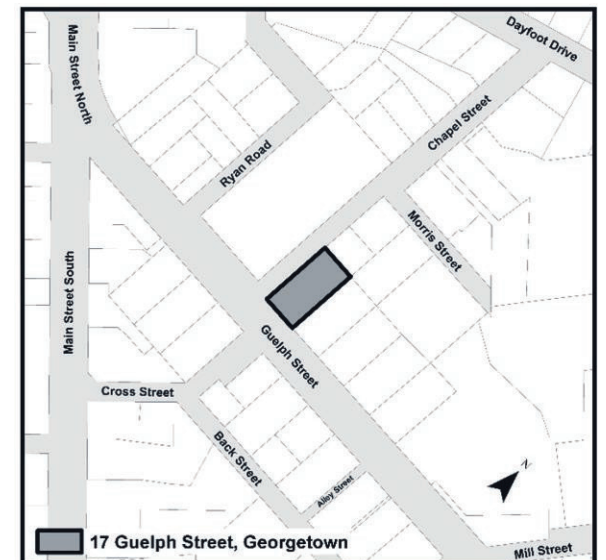 Main Street North
Dayfoot Drive
Chapel Street
Ryan Road
Morris Street
Main Street South
Guelph Street
Cross Street
Back Street
Alley Street
N
17 Guelph Street, Georgetown
Mill Street